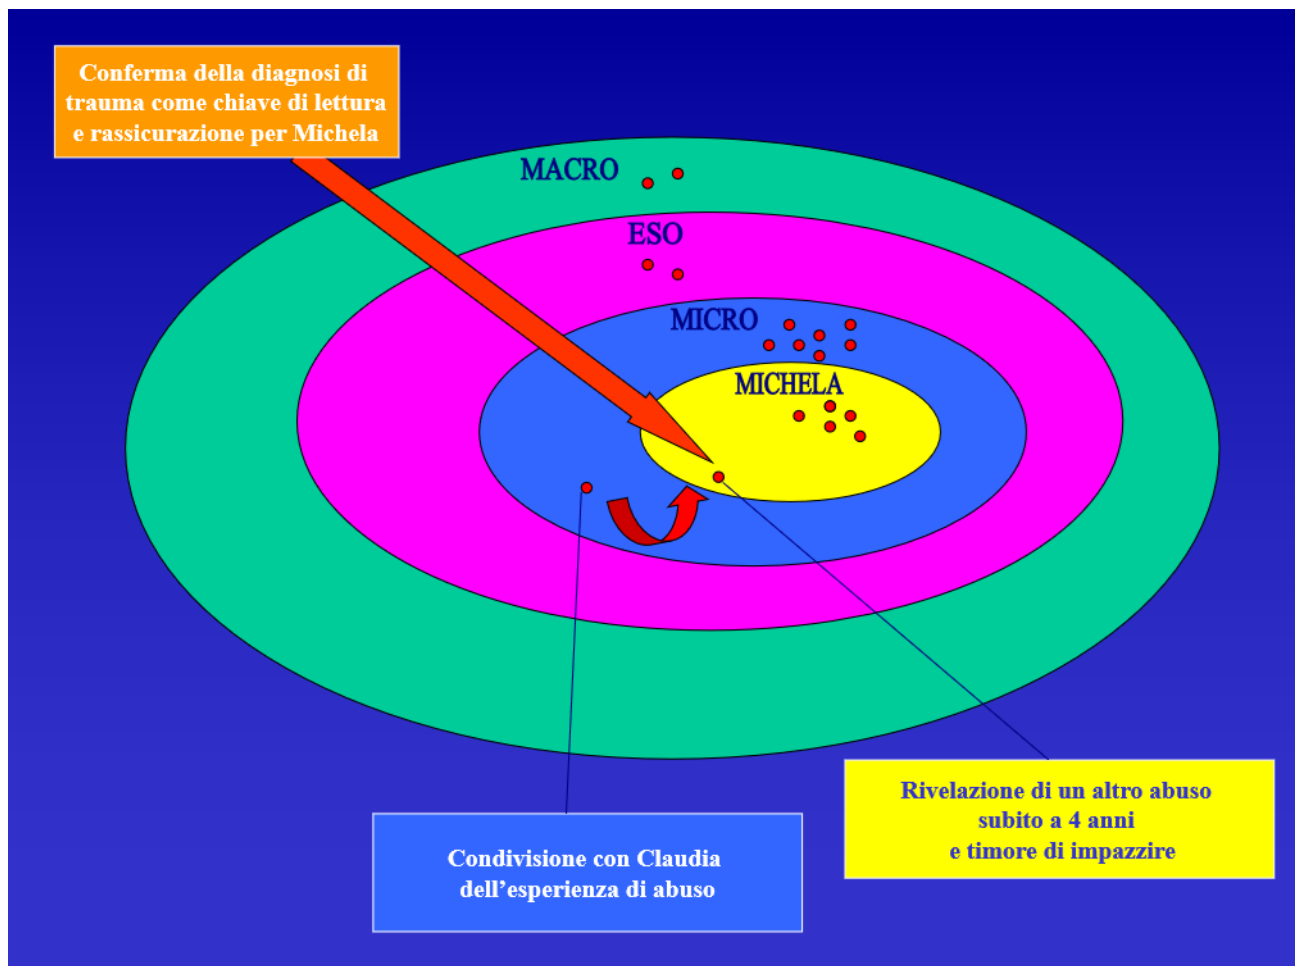 Conferma della diagnosi di
trauma come chiave di lettura
e rassicurazione per Michela
MACRO
ESO
MICRO
MICHELA
Rivelazione di un altro abuso
subito a 4 anni
e timore di impazzire
Condivisione con Claudia
dell’esperienza di abuso